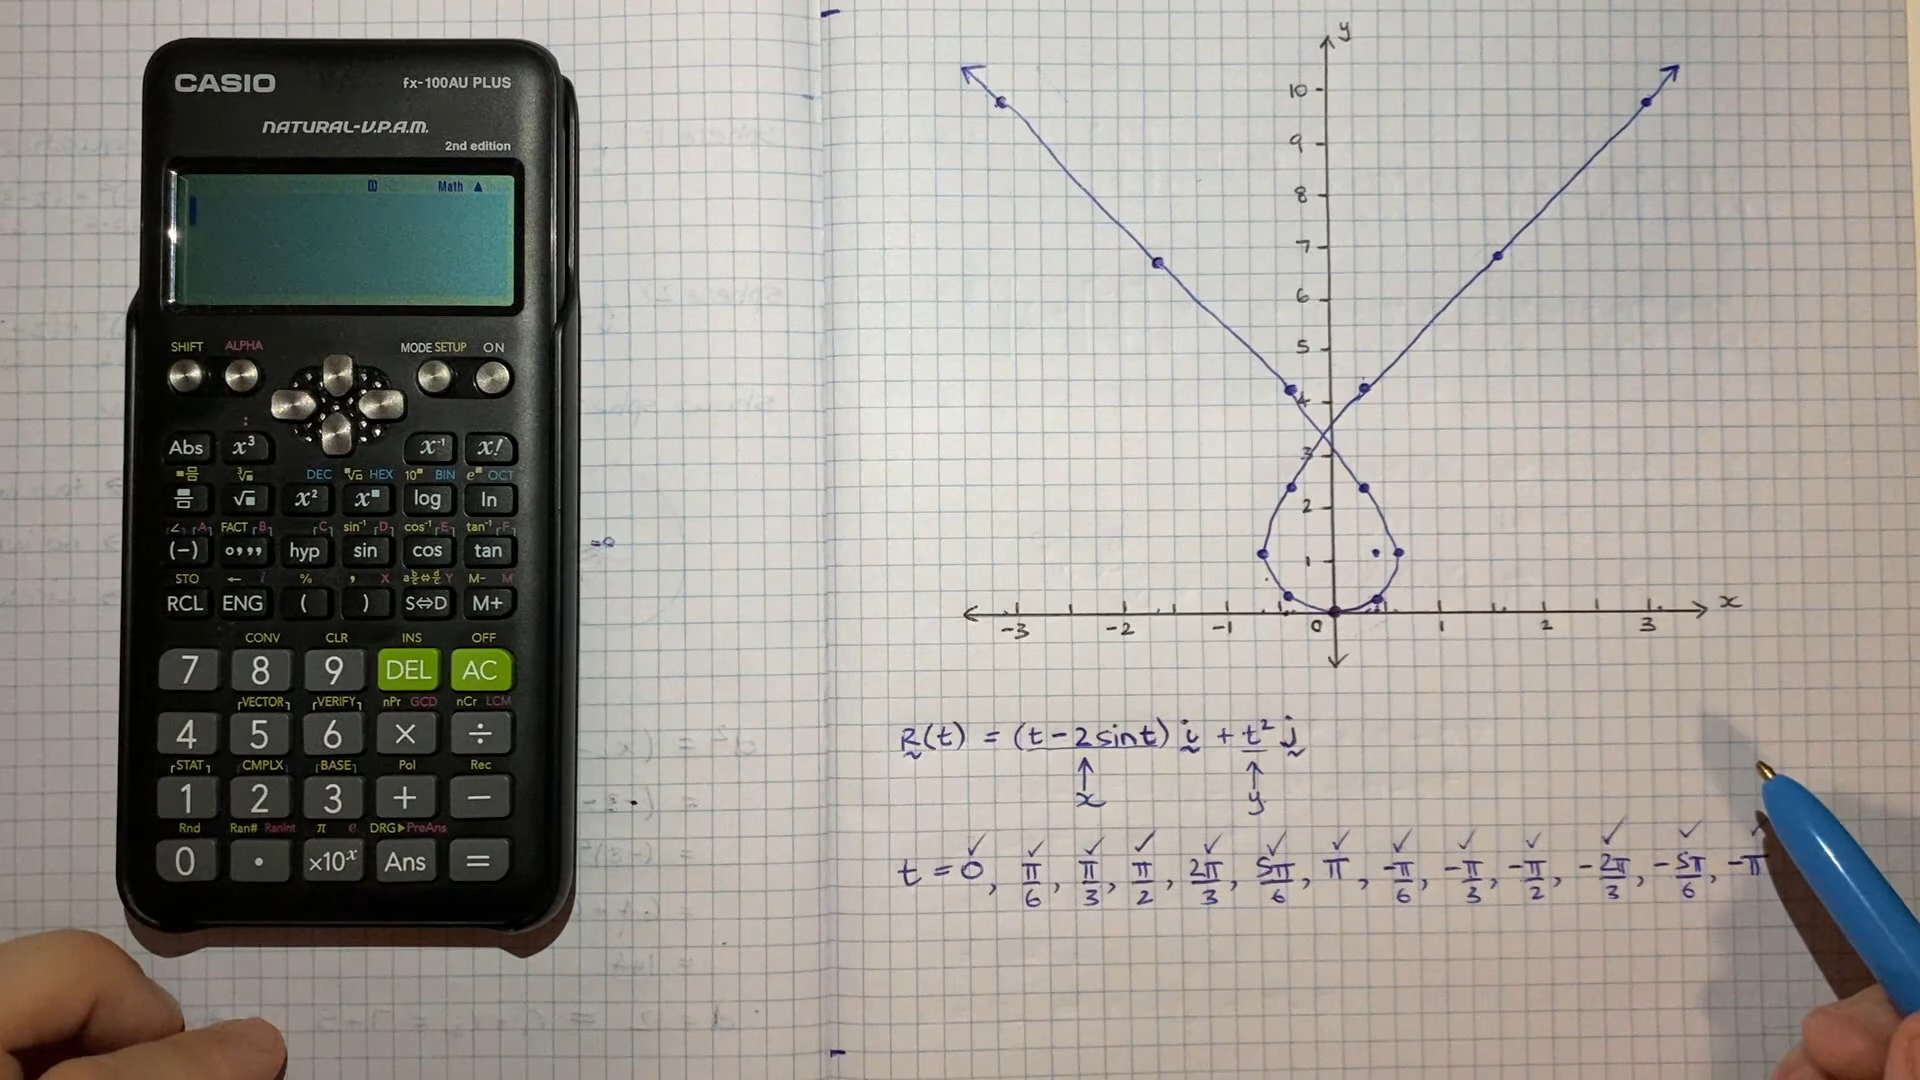 CASIO fx-100AU PLUS
NATURAL-V.P.A.M.
2nd edition
D Math ▲
SHIFT ALPHA MODE SETUP ON
:
Abs x³ x⁻¹ x!
³√ DEC ˣ√ HEX 10^■ BIN e^■ OCT
√■ x² x^■ log ln
∠ A FACT B C sin⁻¹ D cos⁻¹ E tan⁻¹ F
(−) °,,, hyp sin cos tan
STO ← i % , X a b/c⇔d/c Y M− M
RCL ENG ( ) S⇔D M+
CONV CLR INS OFF
7 8 9 DEL AC
VECTOR VERIFY nPr GCD nCr LCM
4 5 6 × ÷
STAT CMPLX BASE Pol Rec
1 2 3 + −
Rnd Ran# RanInt π e DRG▶ PreAns
0 • ×10ˣ Ans =
y
10
9
8
7
6
5
4
3
2
1
-3 -2 -1 0 1 2 3 x
R(t) = (t-2sint) i + t² j
↑ ↑
x y
✓ ✓ ✓ ✓ ✓ ✓ ✓ ✓ ✓ ✓ ✓ ✓ ✓
t = 0, π/6, π/3, π/2, 2π/3, 5π/6, π, -π/6, -π/3, -π/2, -2π/3, -5π/6, -π